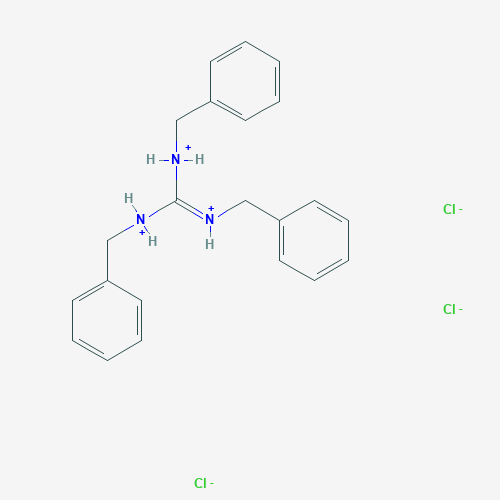 +
H N H
H + Cl -
N N
+ H H
Cl -
Cl -